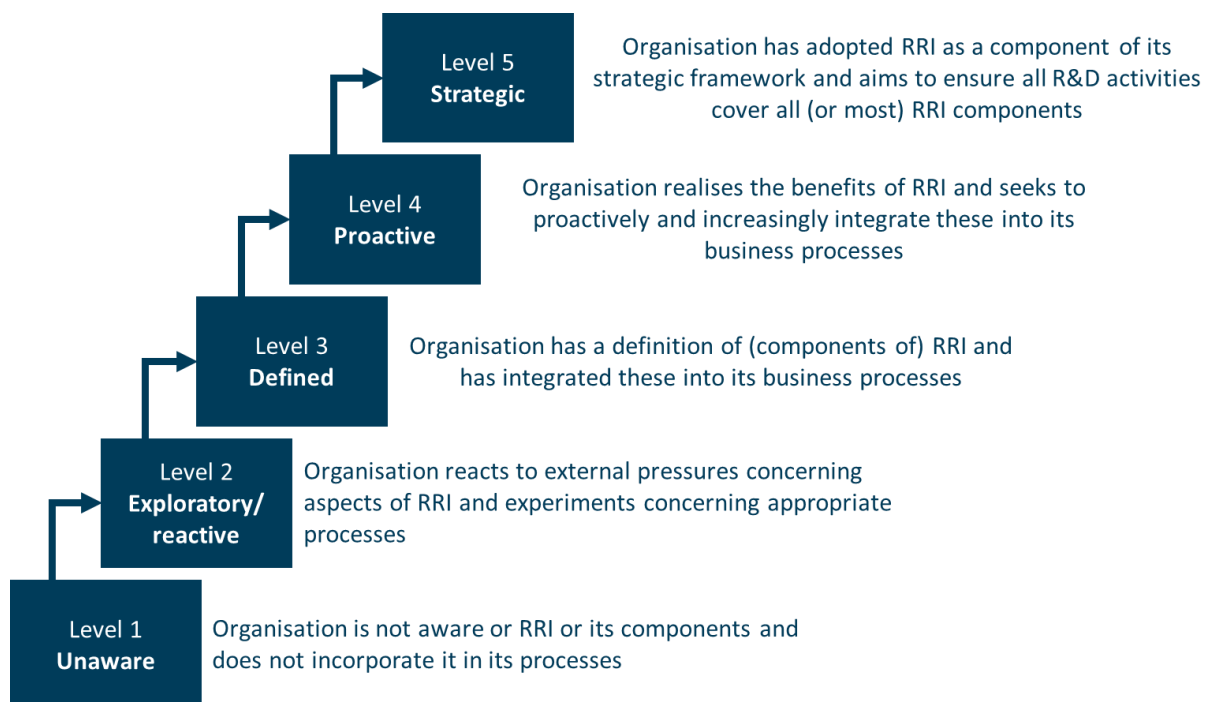 Level 5
Strategic
Organisation has adopted RRI as a component of its
strategic framework and aims to ensure all R&D activities
cover all (or most) RRI components
Level 4
Proactive
Organisation realises the benefits of RRI and seeks to
proactively and increasingly integrate these into its
business processes
Level 3
Defined
Organisation has a definition of (components of) RRI and
has integrated these into its business processes
Level 2
Exploratory/
reactive
Organisation reacts to external pressures concerning
aspects of RRI and experiments concerning appropriate
processes
Level 1
Unaware
Organisation is not aware or RRI or its components and
does not incorporate it in its processes